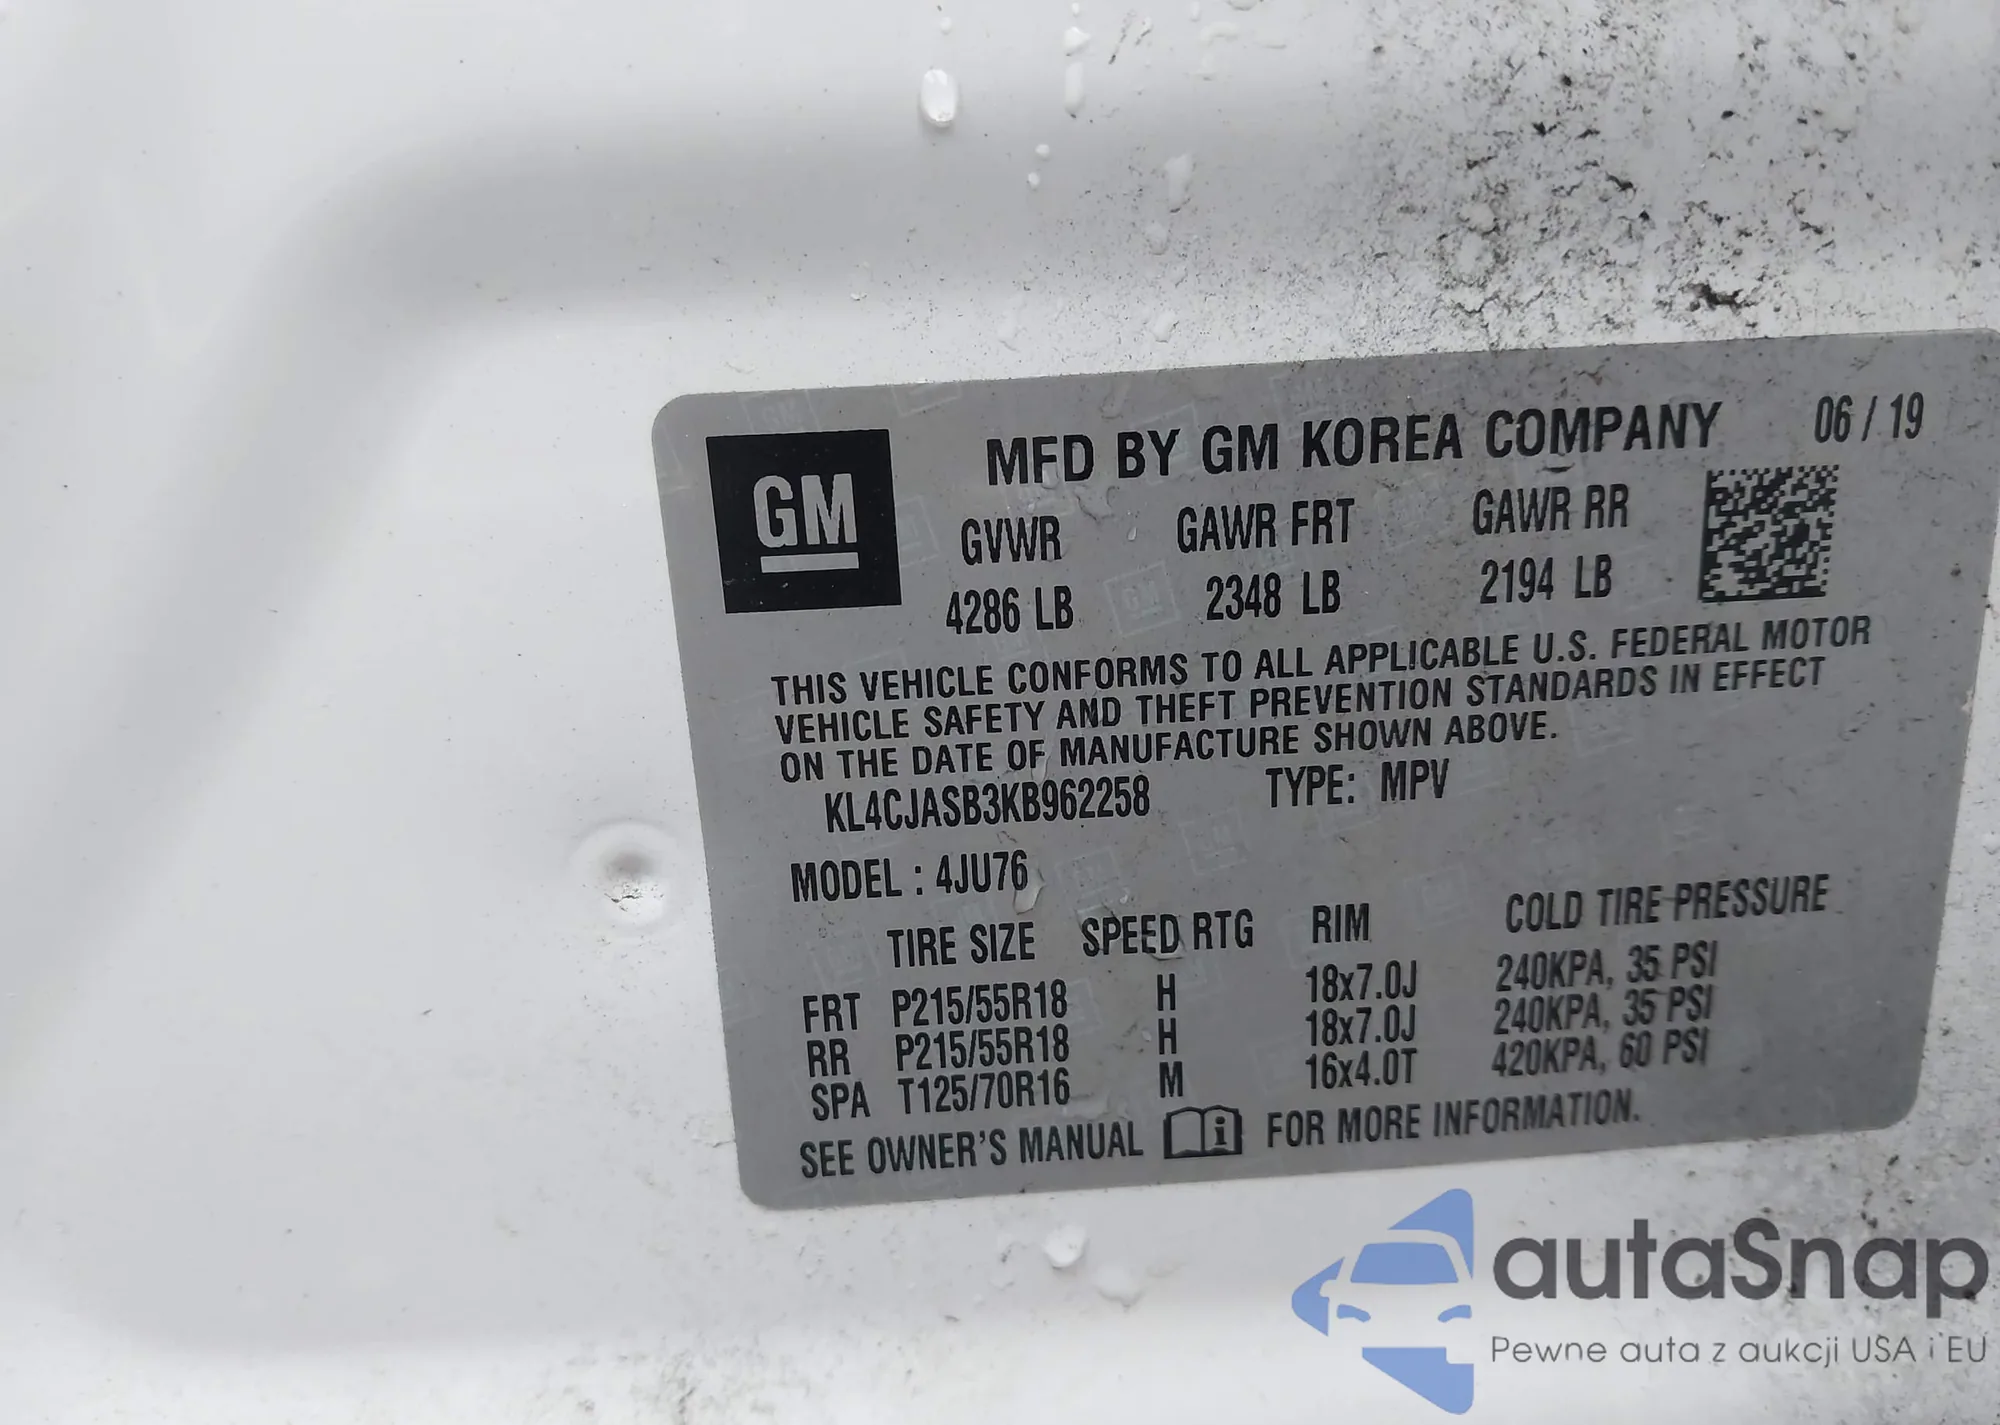 GM
MFD BY GM KOREA COMPANY 06 / 19
GVWR GAWR FRT GAWR RR
4286 LB 2348 LB 2194 LB
THIS VEHICLE CONFORMS TO ALL APPLICABLE U.S. FEDERAL MOTOR
VEHICLE SAFETY AND THEFT PREVENTION STANDARDS IN EFFECT
ON THE DATE OF MANUFACTURE SHOWN ABOVE.
KL4CJASB3KB962258 TYPE: MPV
MODEL : 4JU76
TIRE SIZE SPEED RTG RIM COLD TIRE PRESSURE
FRT P215/55R18 H 18x7.0J 240KPA, 35 PSI
RR P215/55R18 H 18x7.0J 240KPA, 35 PSI
SPA T125/70R16 M 16x4.0T 420KPA, 60 PSI
SEE OWNER'S MANUAL FOR MORE INFORMATION.
autaSnap
Pewne auta z aukcji USA i EU